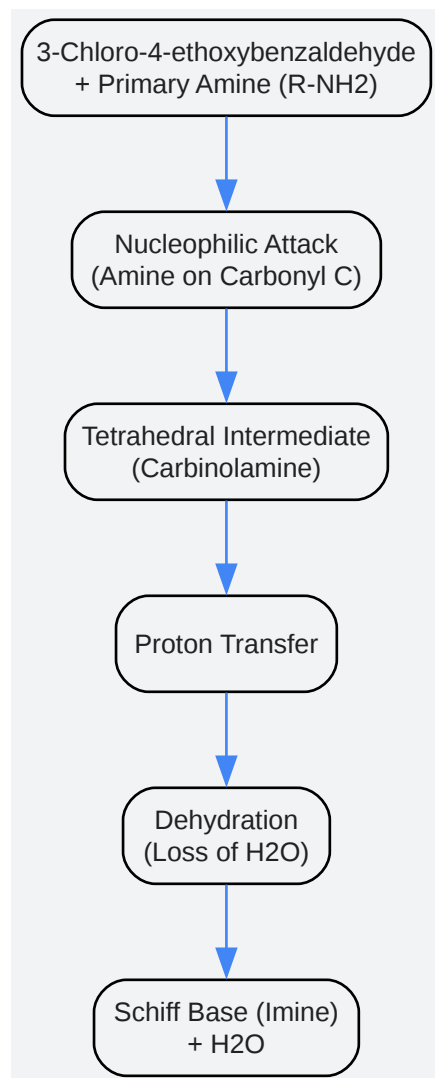 3-Chloro-4-ethoxybenzaldehyde
+ Primary Amine (R-NH2)
Nucleophilic Attack
(Amine on Carbonyl C)
Tetrahedral Intermediate
(Carbinolamine)
Proton Transfer
Dehydration
(Loss of H2O)
Schiff Base (Imine)
+ H2O